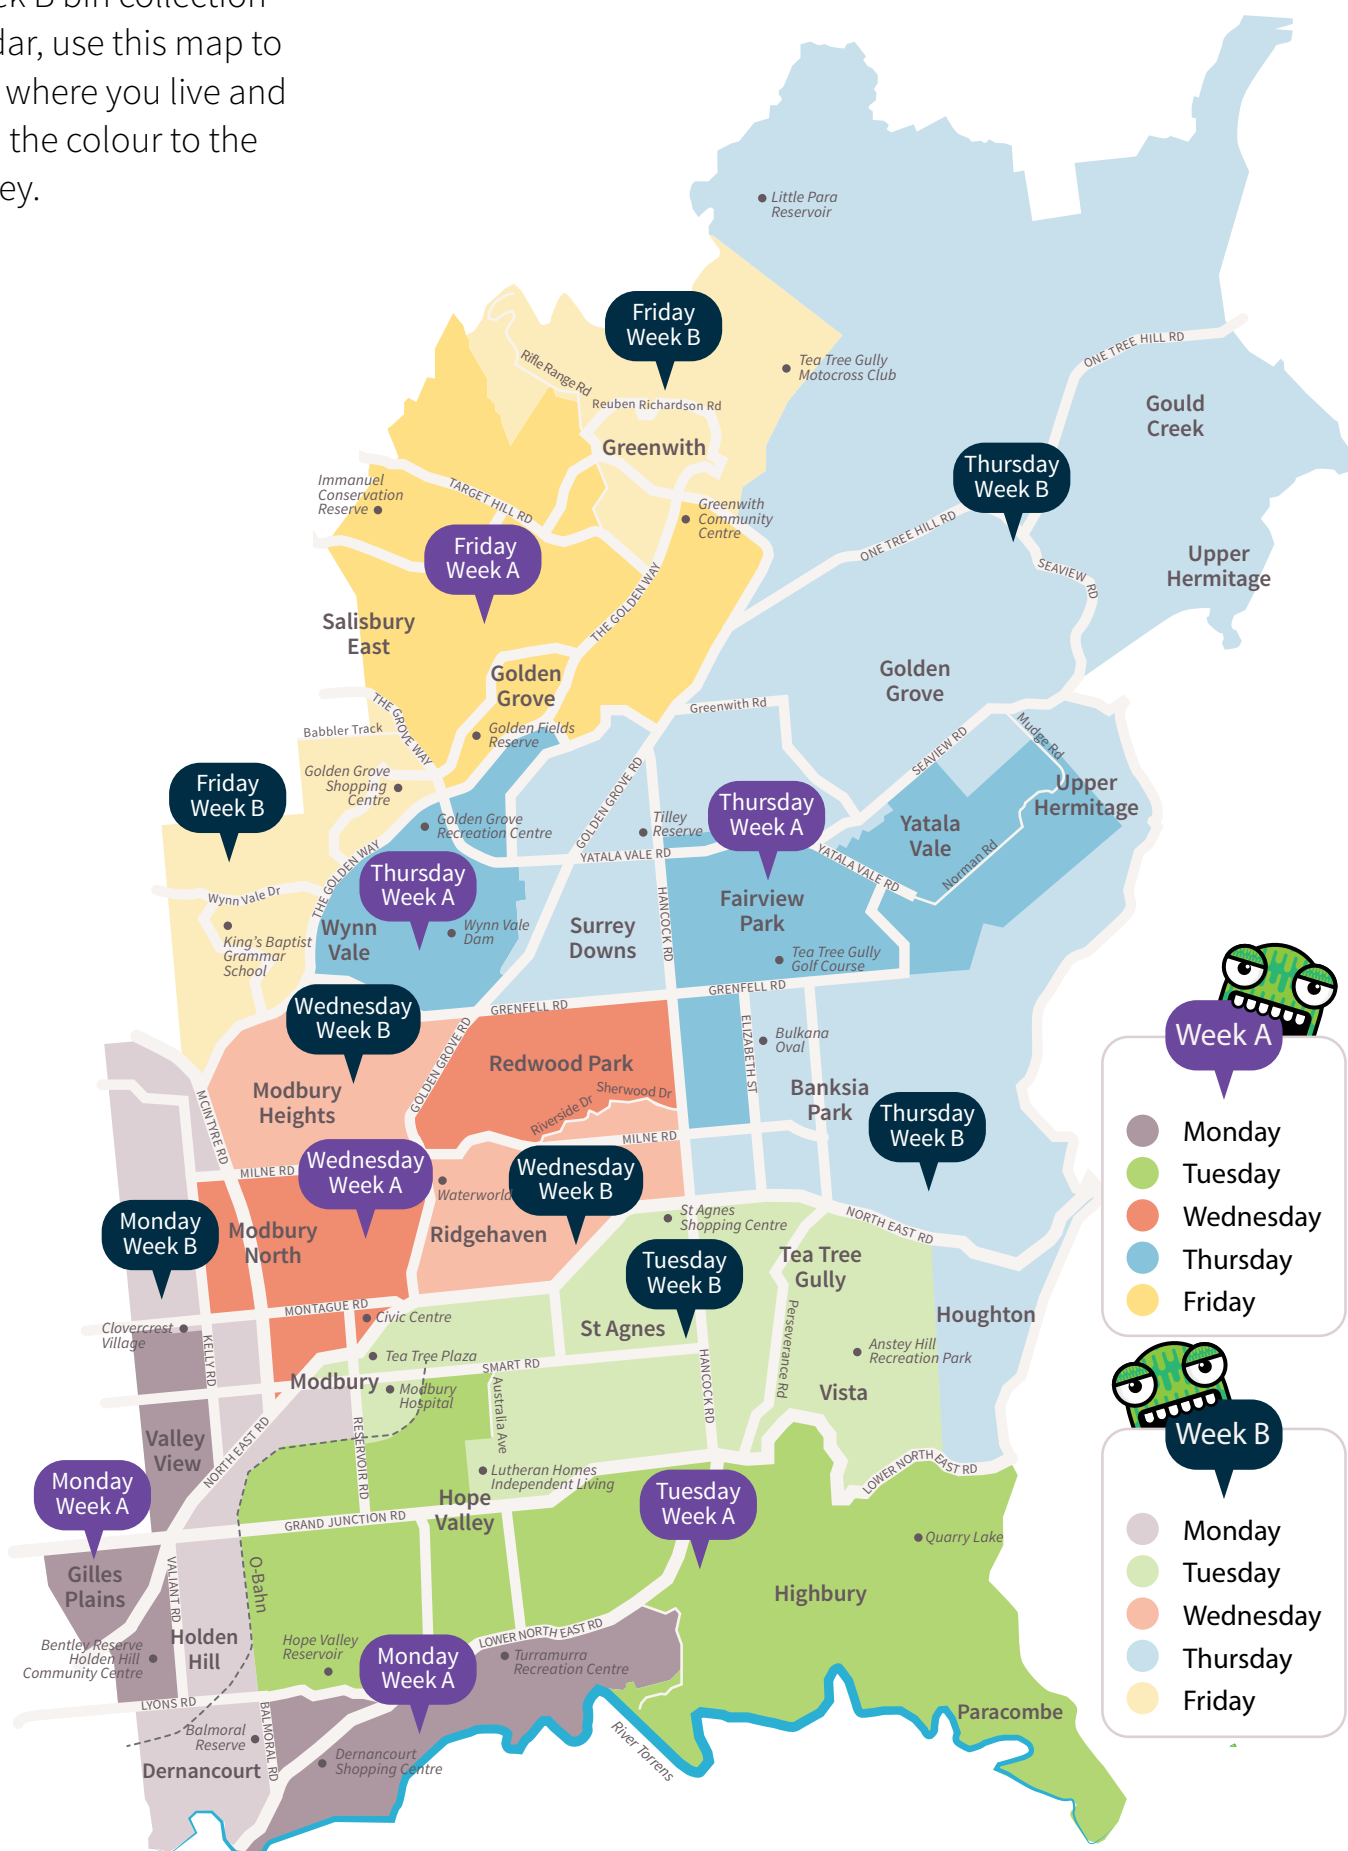 B bin collection
use this map to
where you live and
the colour to the
Little Para
Reservoir
Friday
Week B
ONE TREE HILL RD
Rifle Range Rd
Tea Tree Gully
Motocross Club
Reuben Richardson Rd
Gould
Creek
Greenwith
Thursday
Week B
Immanuel
Conservation
Reserve
TARGET HILL RD
Greenwith
Community
Centre
ONE TREE HILL RD
Friday
Week A
Upper
Hermitage
SEAVIEW RD
THE GOLDEN WAY
Salisbury
East
Golden
Grove
Golden
Grove
THE GROVE WAY
Greenwith Rd
Babbler Track
Golden Fields
Reserve
Mudge Rd
SEAVIEW RD
Golden Grove
Shopping
Centre
Friday
Week B
GOLDEN GROVE RD
Upper
Hermitage
Thursday
Week A
Golden Grove
Recreation Centre
Tilley
Reserve
Yatala
Vale
YATALA VALE RD
YATALA VALE RD
Norman Rd
THE GOLDEN WAY
Thursday
Week A
Wynn Vale Dr
HANCOCK RD
Fairview
Park
Wynn
Vale
Wynn Vale
Dam
Surrey
Downs
King's Baptist
Grammar
School
Tea Tree Gully
Golf Course
GRENFELL RD
Wednesday
Week B
GRENFELL RD
Week A
ELIZABETH ST
Bulkana
Oval
GOLDEN GROVE RD
Redwood Park
Modbury
Heights
Sherwood Dr
Riverside Dr
Banksia
Park
Thursday
Week B
MCINTYRE RD
MILNE RD
Monday
Tuesday
Wednesday
Thursday
Friday
MILNE RD
Wednesday
Week A
Wednesday
Week B
Waterworld
Monday
Week B
Modbury
North
Ridgehaven
St Agnes
Shopping Centre
NORTH EAST RD
Tuesday
Week B
Tea Tree
Gully
MONTAGUE RD
Civic Centre
Clovercrest
Village
KELLY RD
St Agnes
Perseverance Rd
Houghton
Tea Tree Plaza
SMART RD
Anstey Hill
Recreation Park
Modbury
Modbury
Hospital
Australia Ave
HANCOCK RD
Vista
Week B
Valley
View
NORTH EAST RD
RESERVOIR RD
Lutheran Homes
Independent Living
LOWER NORTH EAST RD
Monday
Week A
Hope
Valley
Tuesday
Week A
GRAND JUNCTION RD
Quarry Lake
Monday
Tuesday
Wednesday
Thursday
Friday
Gilles
Plains
VALIANT RD
O-Bahn
Highbury
Bentley Reserve
Holden Hill
Community Centre
Holden
Hill
Hope Valley
Reservoir
Monday
Week A
LOWER NORTH EAST RD
Turramurra
Recreation Centre
LYONS RD
Paracombe
Balmoral
Reserve
BALMORAL RD
River Torrens
Dernancourt
Dernancourt
Shopping Centre